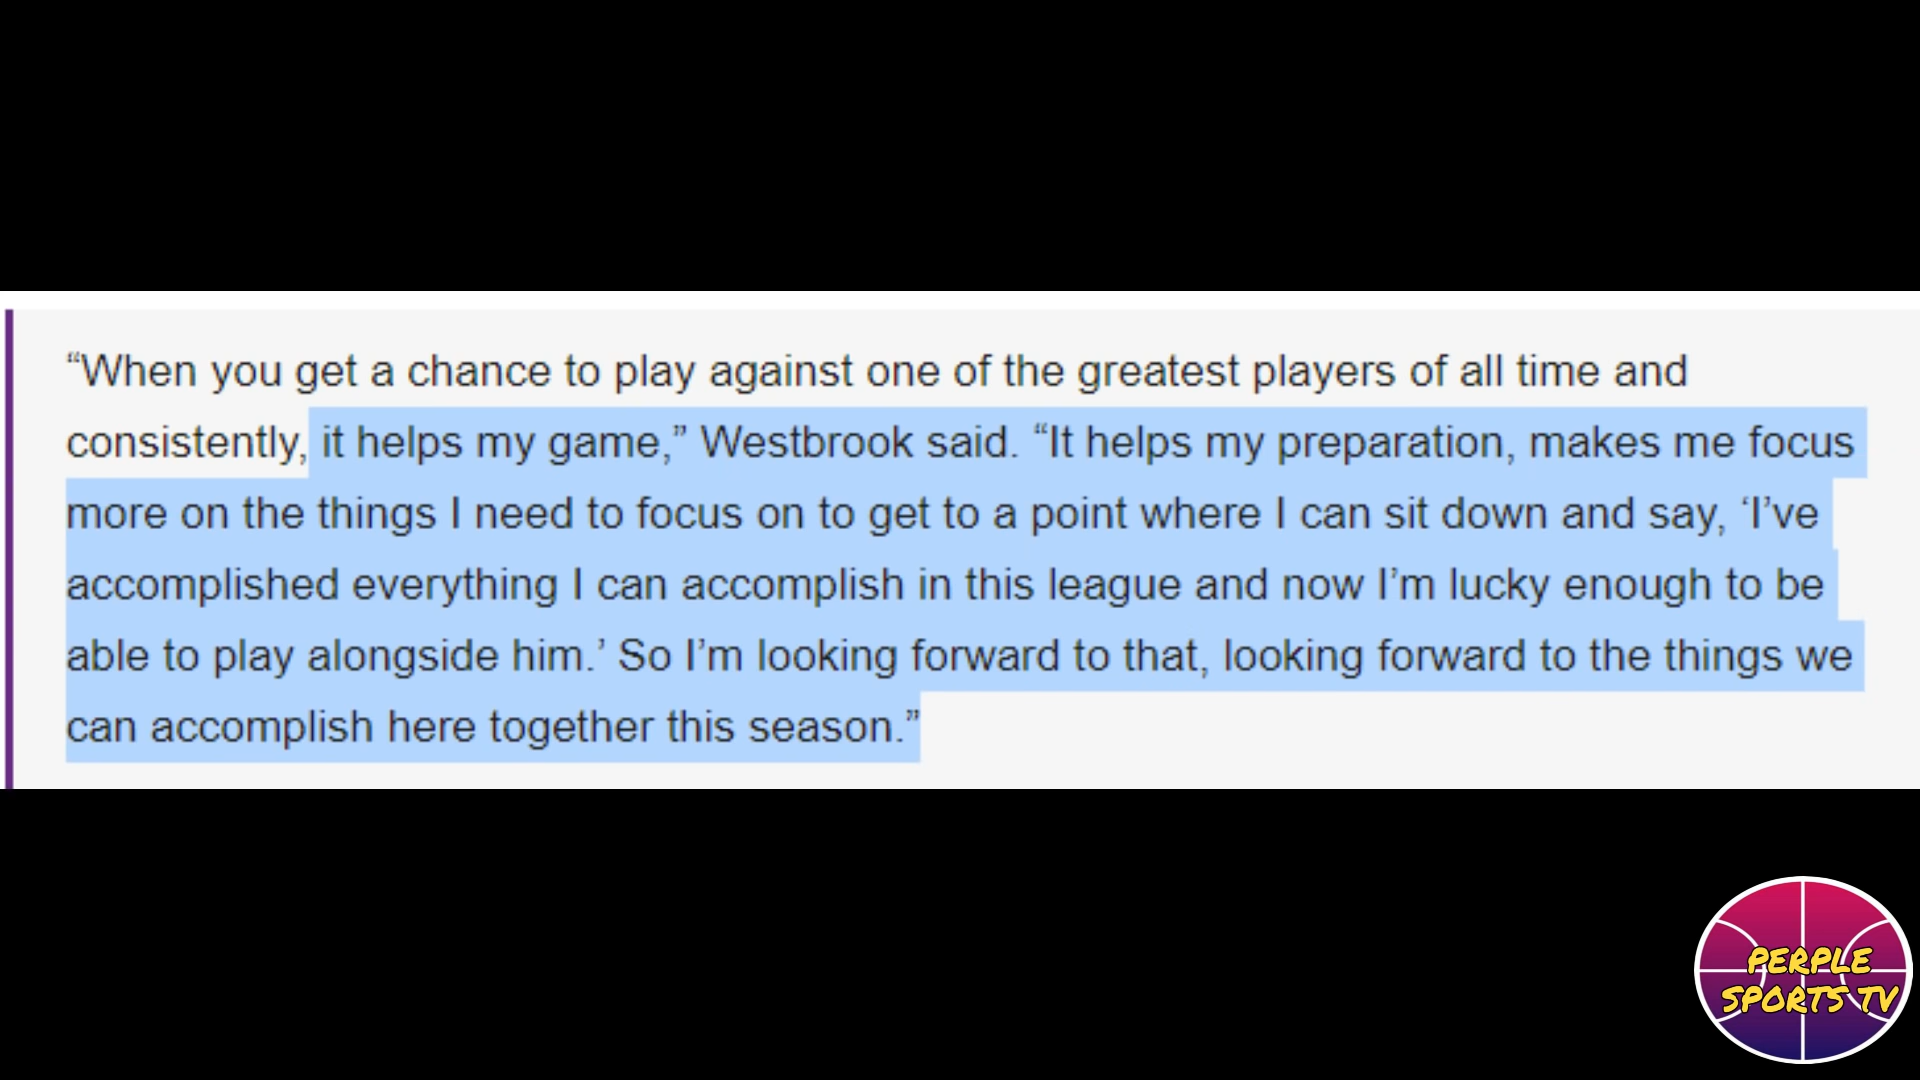 “When you get a chance to play against one of the greatest players of all time and
consistently, it helps my game,” Westbrook said. “It helps my preparation, makes me focus
more on the things I need to focus on to get to a point where I can sit down and say, ‘I’ve
accomplished everything I can accomplish in this league and now I’m lucky enough to be
able to play alongside him.’ So I’m looking forward to that, looking forward to the things we
can accomplish here together this season.”
PERPLE
SPORTS TV